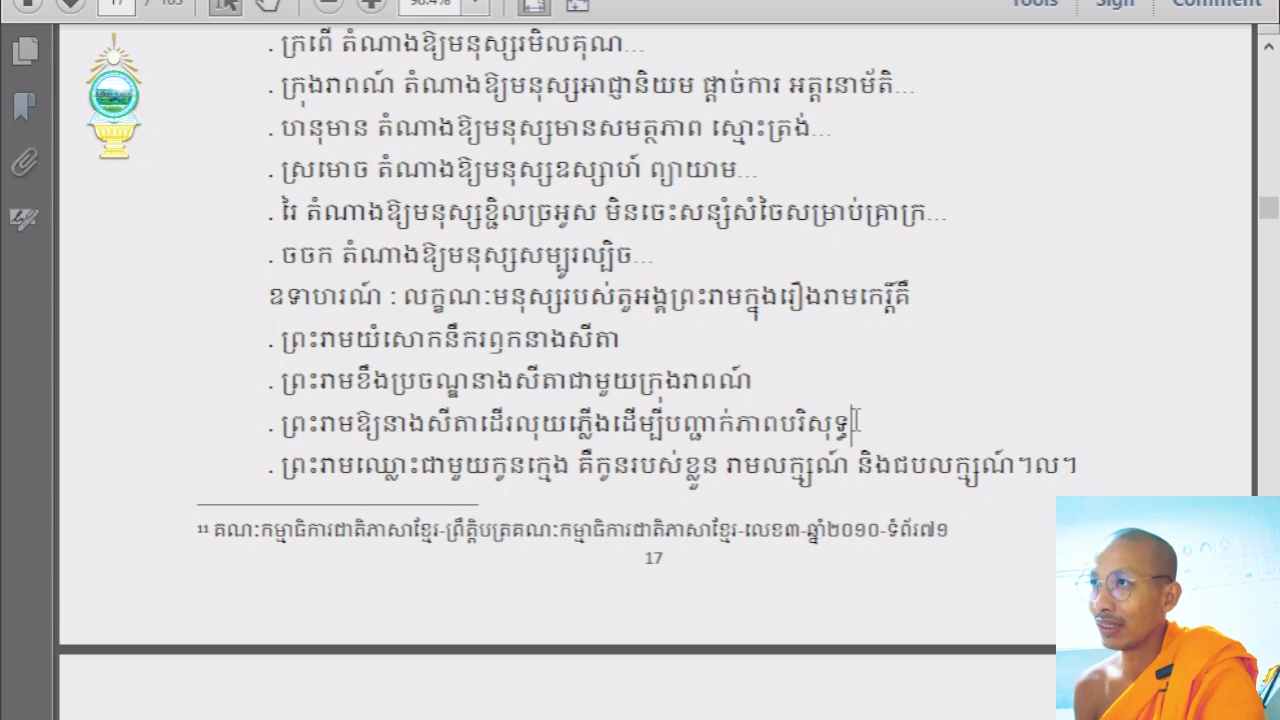 17 / 103
96.4%
Tools Sign Comment
. ក្រពើ តំណាងឱ្យមនុស្សរមិលគុណ...
. ក្រុងរាពណ៍ តំណាងឱ្យមនុស្សអាជ្ញានិយម ផ្តាច់ការ អត្តនោម័តិ...
. ហនុមាន តំណាងឱ្យមនុស្សមានសមត្ថភាព ស្មោះត្រង់...
. ស្រមោច តំណាងឱ្យមនុស្សឧស្សាហ៍ ព្យាយាម...
. រៃ តំណាងឱ្យមនុស្សខ្ជិលច្រអូស មិនចេះសន្សំសំចៃសម្រាប់គ្រាក្រ...
. ចចក តំណាងឱ្យមនុស្សសម្បូរល្បិច...
ឧទាហរណ៍ : លក្ខណៈមនុស្សរបស់តួអង្គព្រះរាមក្នុងរឿងរាមកេរ្តិ៍គឺ
. ព្រះរាមយំសោកនឹករឭកនាងសីតា
. ព្រះរាមខឹងប្រចណ្ឌនាងសីតាជាមួយក្រុងរាពណ៍
. ព្រះរាមឱ្យនាងសីតាដើរលុយភ្លើងដើម្បីបញ្ជាក់ភាពបរិសុទ្ធ
. ព្រះរាមឈ្លោះជាមួយកូនក្មេង គឺកូនរបស់ខ្លួន រាមលក្ម្សណ៍ និងជបលក្ម្សណ៍។ល។
¹¹ គណៈកម្មាធិការជាតិភាសាខ្មែរ-ព្រឹត្តិបត្រគណៈកម្មាធិការជាតិភាសាខ្មែរ-លេខ៣-ឆ្នាំ២០១០-ទំព័រ៧១
17